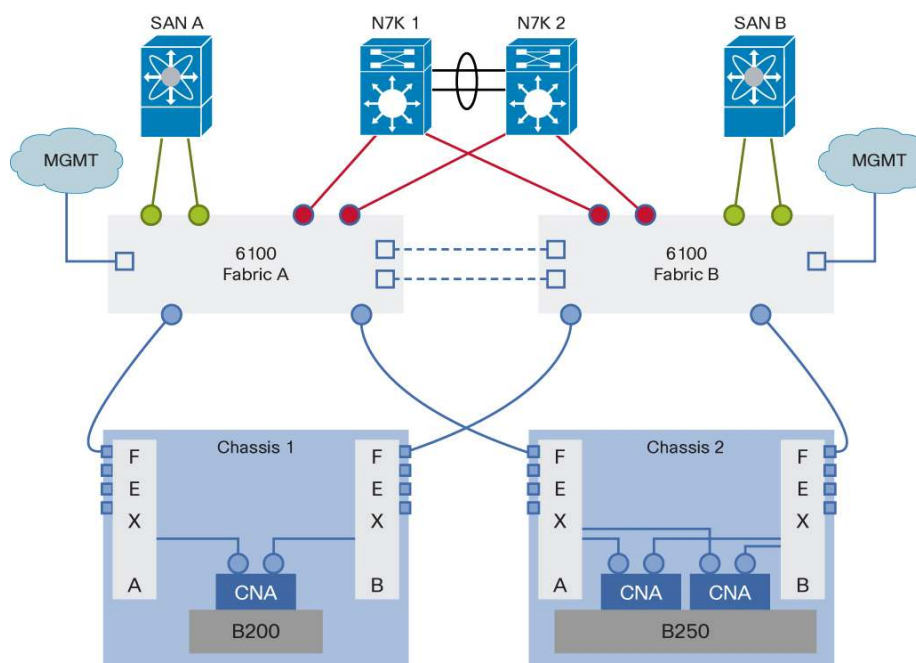 SAN A
N7K 1
N7K 2
SAN B
MGMT
MGMT
6100
Fabric A
6100
Fabric B
Chassis 1
F
E
X
A
F
E
X
B
CNA
B200
Chassis 2
F
E
X
A
F
E
X
B
CNA
CNA
B250